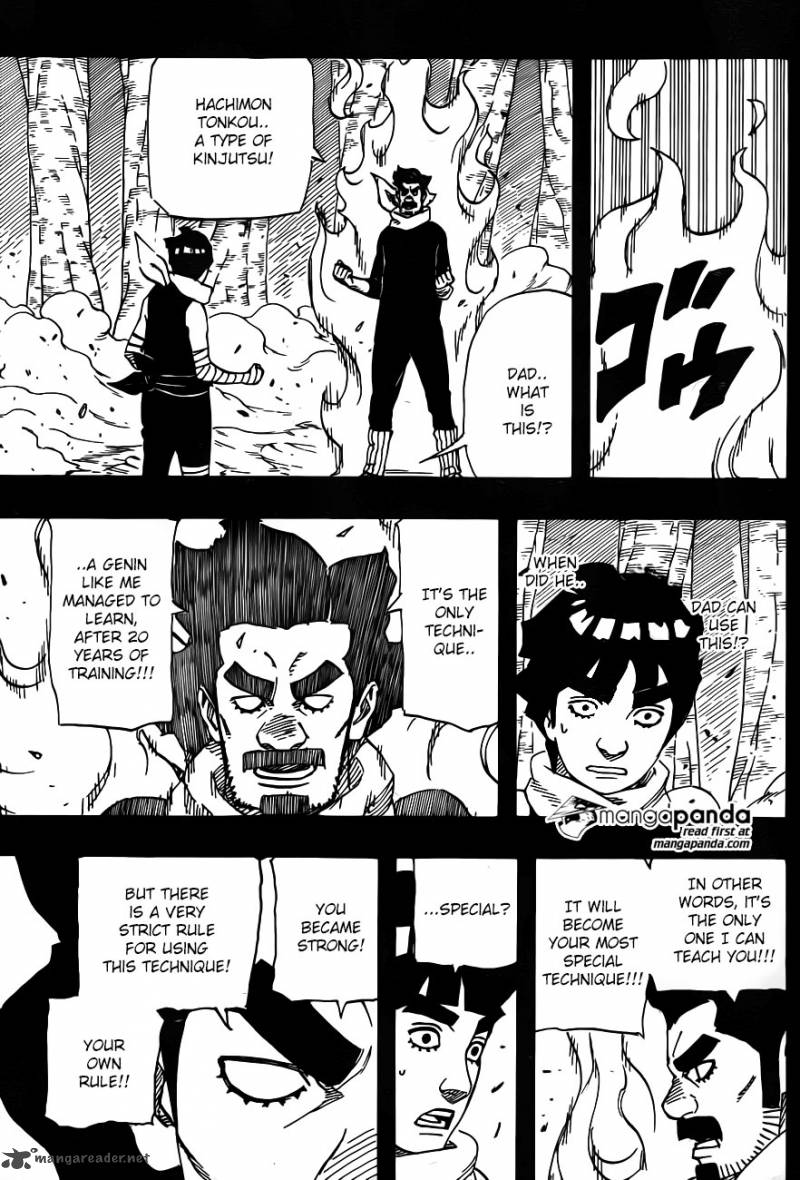 ゴウ
DAD..
WHAT
IS
THIS!?
HACHIMON
TONKOU..
A TYPE OF
KINJUTSU!
WHEN
DID HE..
DAD CAN
USE
THIS!?
IT'S THE
ONLY
TECHNI-
QUE..
..A GENIN
LIKE ME
MANAGED TO
LEARN,
AFTER 20
YEARS OF
TRAINING!!!
mangapanda
read first at
mangapanda.com
IN OTHER
WORDS, IT'S
THE ONLY
ONE I CAN
TEACH YOU!!!
IT WILL
BECOME
YOUR MOST
SPECIAL
TECHNIQUE!!!
...SPECIAL?
YOU
BECAME
STRONG!
BUT THERE
IS A VERY
STRICT RULE
FOR USING
THIS TECHNIQUE!
YOUR
OWN
RULE!!
mangareader.net